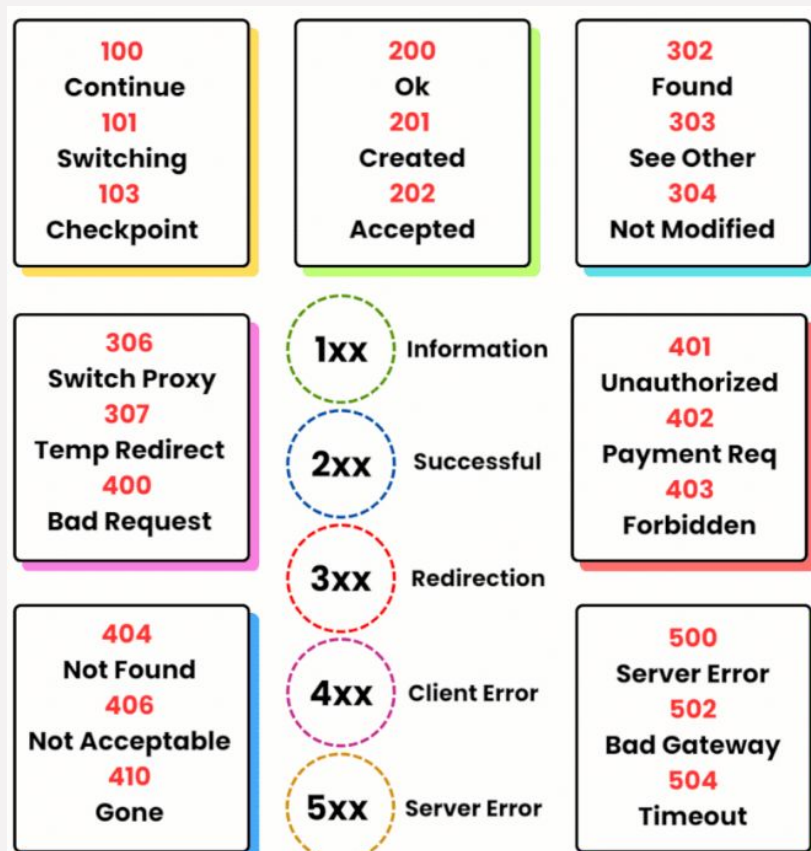 100
Continue
101
Switching
103
Checkpoint
200
Ok
201
Created
202
Accepted
302
Found
303
See Other
304
Not Modified
306
Switch Proxy
307
Temp Redirect
400
Bad Request
1xx Information
2xx Successful
3xx Redirection
4xx Client Error
5xx Server Error
401
Unauthorized
402
Payment Req
403
Forbidden
404
Not Found
406
Not Acceptable
410
Gone
500
Server Error
502
Bad Gateway
504
Timeout